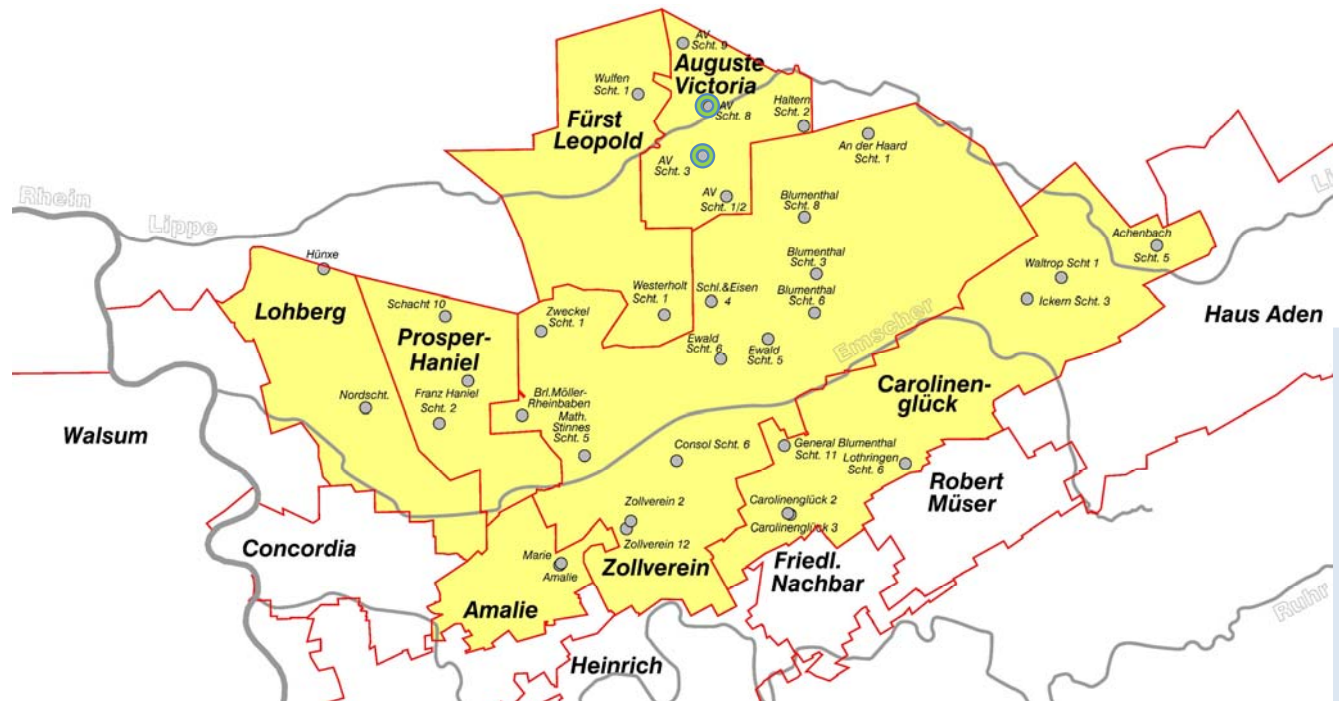 AV
Scht. 9
Auguste
Victoria
Wulfen
Scht. 1
AV
Scht. 8
Haltern
Scht. 2
Fürst
Leopold
An der Haard
Scht. 1
AV
Scht. 3
AV
Scht. 1/2
Blumenthal
Scht. 8
Rhein
Lippe
Achenbach
Scht. 5
Hünxe
Blumenthal
Scht. 3
Waltrop Scht 1
Westerholt
Scht. 1
Schl.&Eisen
4
Blumenthal
Scht. 6
Ickern Scht. 3
Lohberg
Schacht 10
Zweckel
Scht. 1
Haus Aden
Prosper-
Haniel
Ewald
Scht. 6
Ewald
Scht. 5
Emscher
Nordscht.
Franz Haniel
Scht. 2
Brl.Möller-
Rheinbaben
Math.
Stinnes
Scht. 5
Carolinen-
glück
Walsum
Consol Scht. 6
General Blumenthal
Scht. 11
Lothringen
Scht. 6
Robert
Müser
Zollverein 2
Carolinenglück 2
Carolinenglück 3
Concordia
Zollverein 12
Marie
Amalie
Zollverein
Friedl.
Nachbar
Amalie
Ruhr
Heinrich